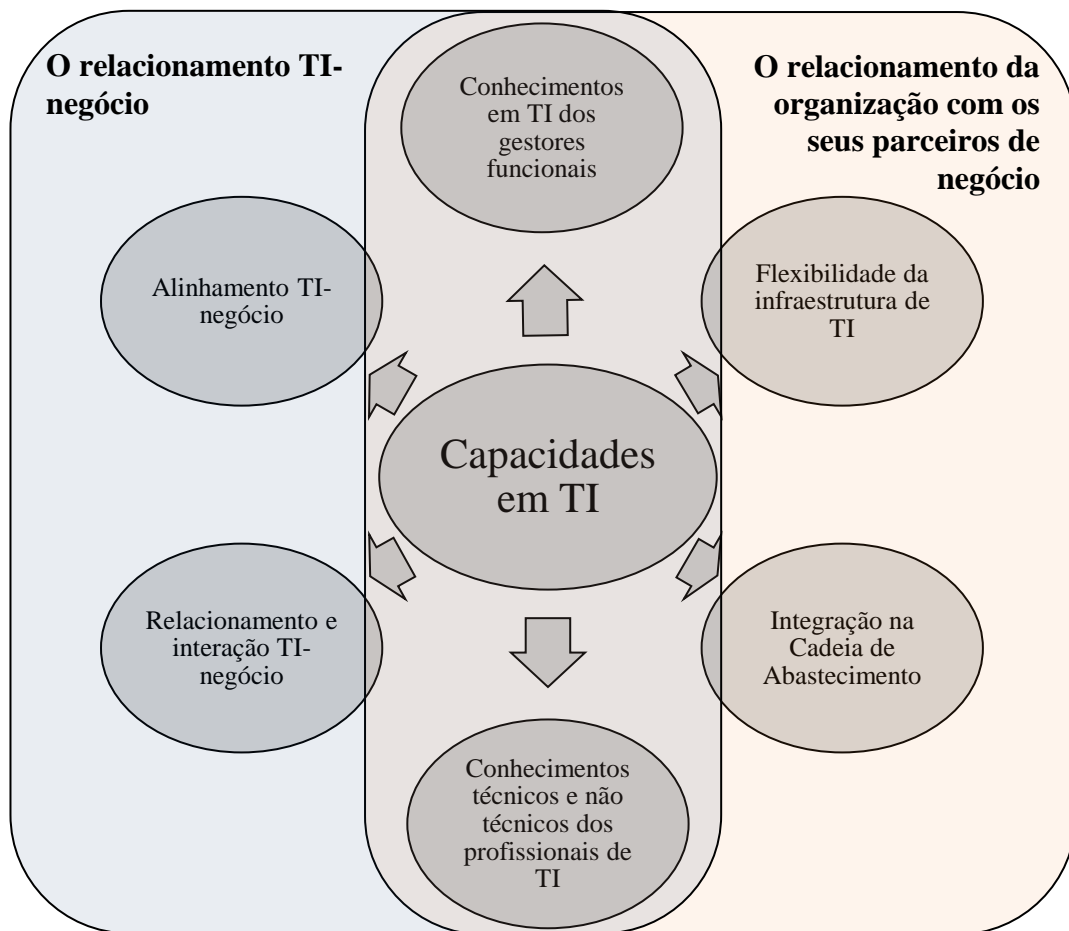 O relacionamento TI-
negócio
Conhecimentos
em TI dos
gestores
funcionais
O relacionamento da
organização com os
seus parceiros de
negócio
Alinhamento TI-
negócio
Flexibilidade da
infraestrutura de
TI
Capacidades
em TI
Relacionamento e
interação TI-
negócio
Integração na
Cadeia de
Abastecimento
Conhecimentos
técnicos e não
técnicos dos
profissionais de
TI